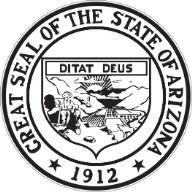 GREAT SEAL OF THE STATE OF ARIZONA
DITAT DEUS
1912